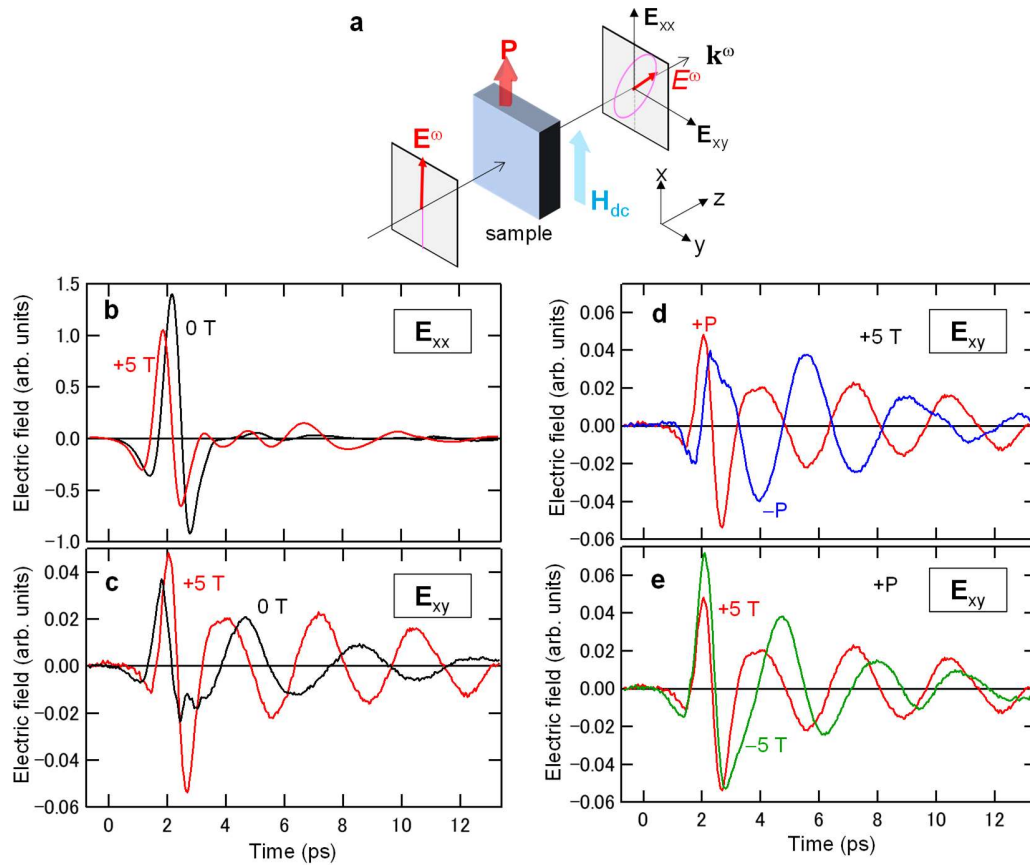 a
E_xx
P
k^ω
E^ω
E^ω
E_xy
x
H_dc
z
sample
y
b
0 T
E_xx
+5 T
Electric field (arb. units)
1.5
1.0
0.5
0.0
−0.5
−1.0
d
+P
+5 T
E_xy
−P
Electric field (arb. units)
0.06
0.04
0.02
0.00
−0.02
−0.04
−0.06
c
+5 T
0 T
E_xy
Electric field (arb. units)
0.04
0.02
0.00
−0.02
−0.04
−0.06
0 2 4 6 8 10 12
Time (ps)
e
+5 T
+P
E_xy
−5 T
Electric field (arb. units)
0.06
0.04
0.02
0.00
−0.02
−0.04
−0.06
0 2 4 6 8 10 12
Time (ps)